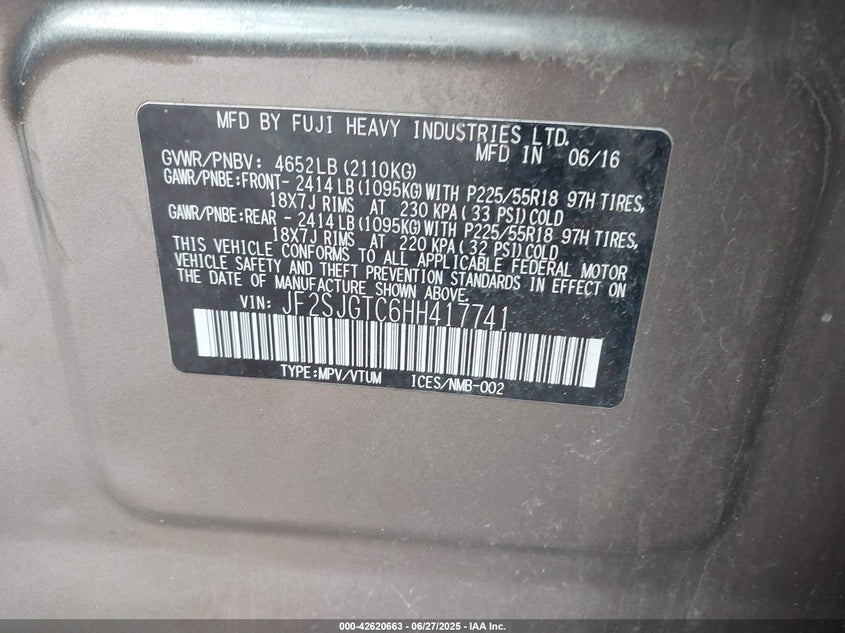 MFD BY FUJI HEAVY INDUSTRIES LTD.
MFD IN 06/16
GVWR/PNBV: 4652LB (2110KG)
GAWR/PNBE:FRONT- 2414 LB (1095KG) WITH P225/55R18 97H TIRES,
18X7J RIMS AT 230 KPA ( 33 PSI) COLD
GAWR/PNBE:REAR - 2414 LB (1095KG) WITH P225/55R18 97H TIRES,
18X7J RIMS AT 220 KPA ( 32 PSI) COLD
THIS VEHICLE CONFORMS TO ALL APPLICABLE FEDERAL MOTOR
VEHICLE SAFETY AND THEFT PREVENTION STANDARDS IN EFFECT ON
THE DATE OF MANUFACTURE SHOWN ABOVE.
VIN: JF2SJGTC6HH417741
TYPE:MPV/VTUM ICES/NMB-002
000-42620663 - 06/27/2025 - IAA Inc.